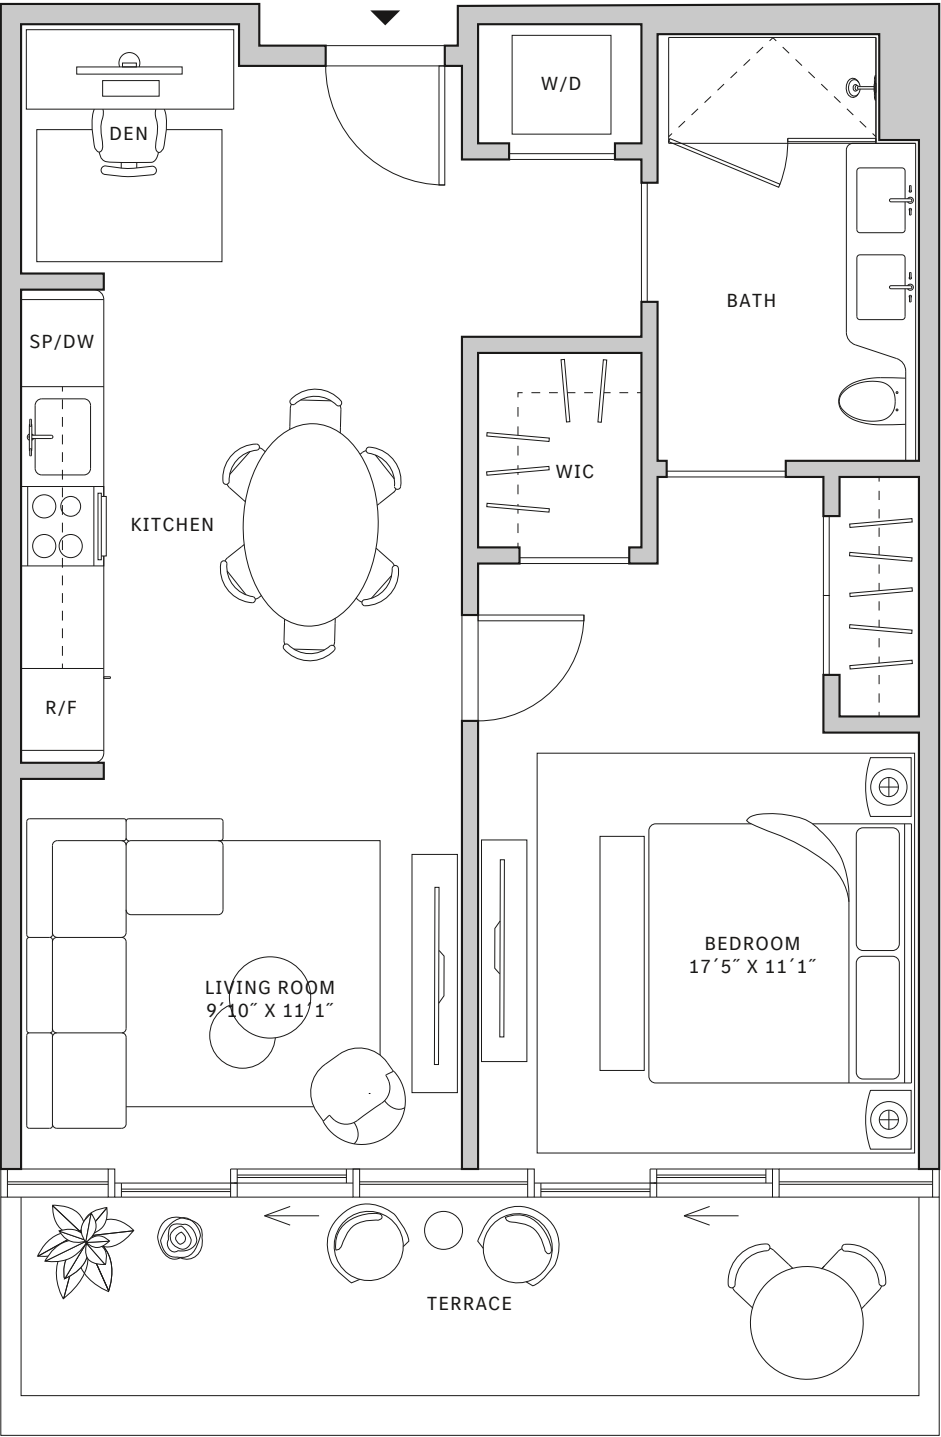 W/D
DEN
BATH
SP/DW
WIC
KITCHEN
R/F
BEDROOM
17´5˝ X 11´1˝
LIVING ROOM
9´10˝ X 11´1˝
TERRACE